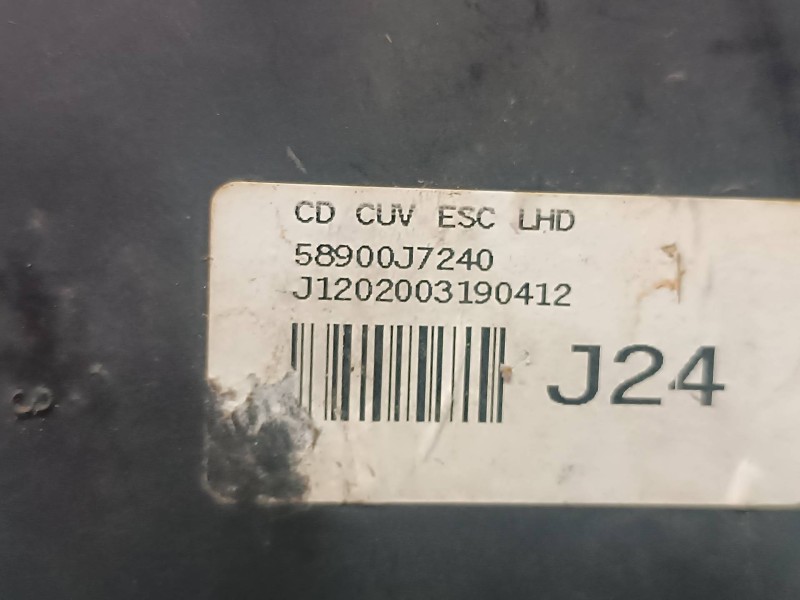 CD CUV ESC LHD
58900J7240
J1202003190412
J24